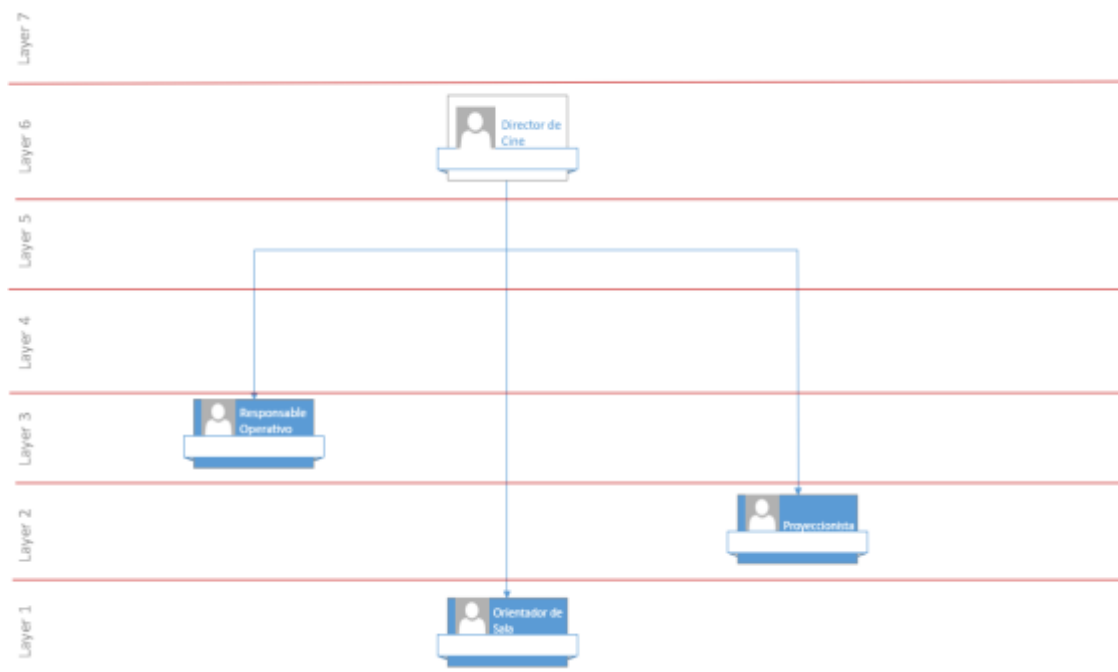 Layer 7
Layer 6
Director de
Cine
Layer 5
Layer 4
Layer 3
Responsable
Operativo
Layer 2
Proyeccionista
Layer 1
Orientador de
Sala